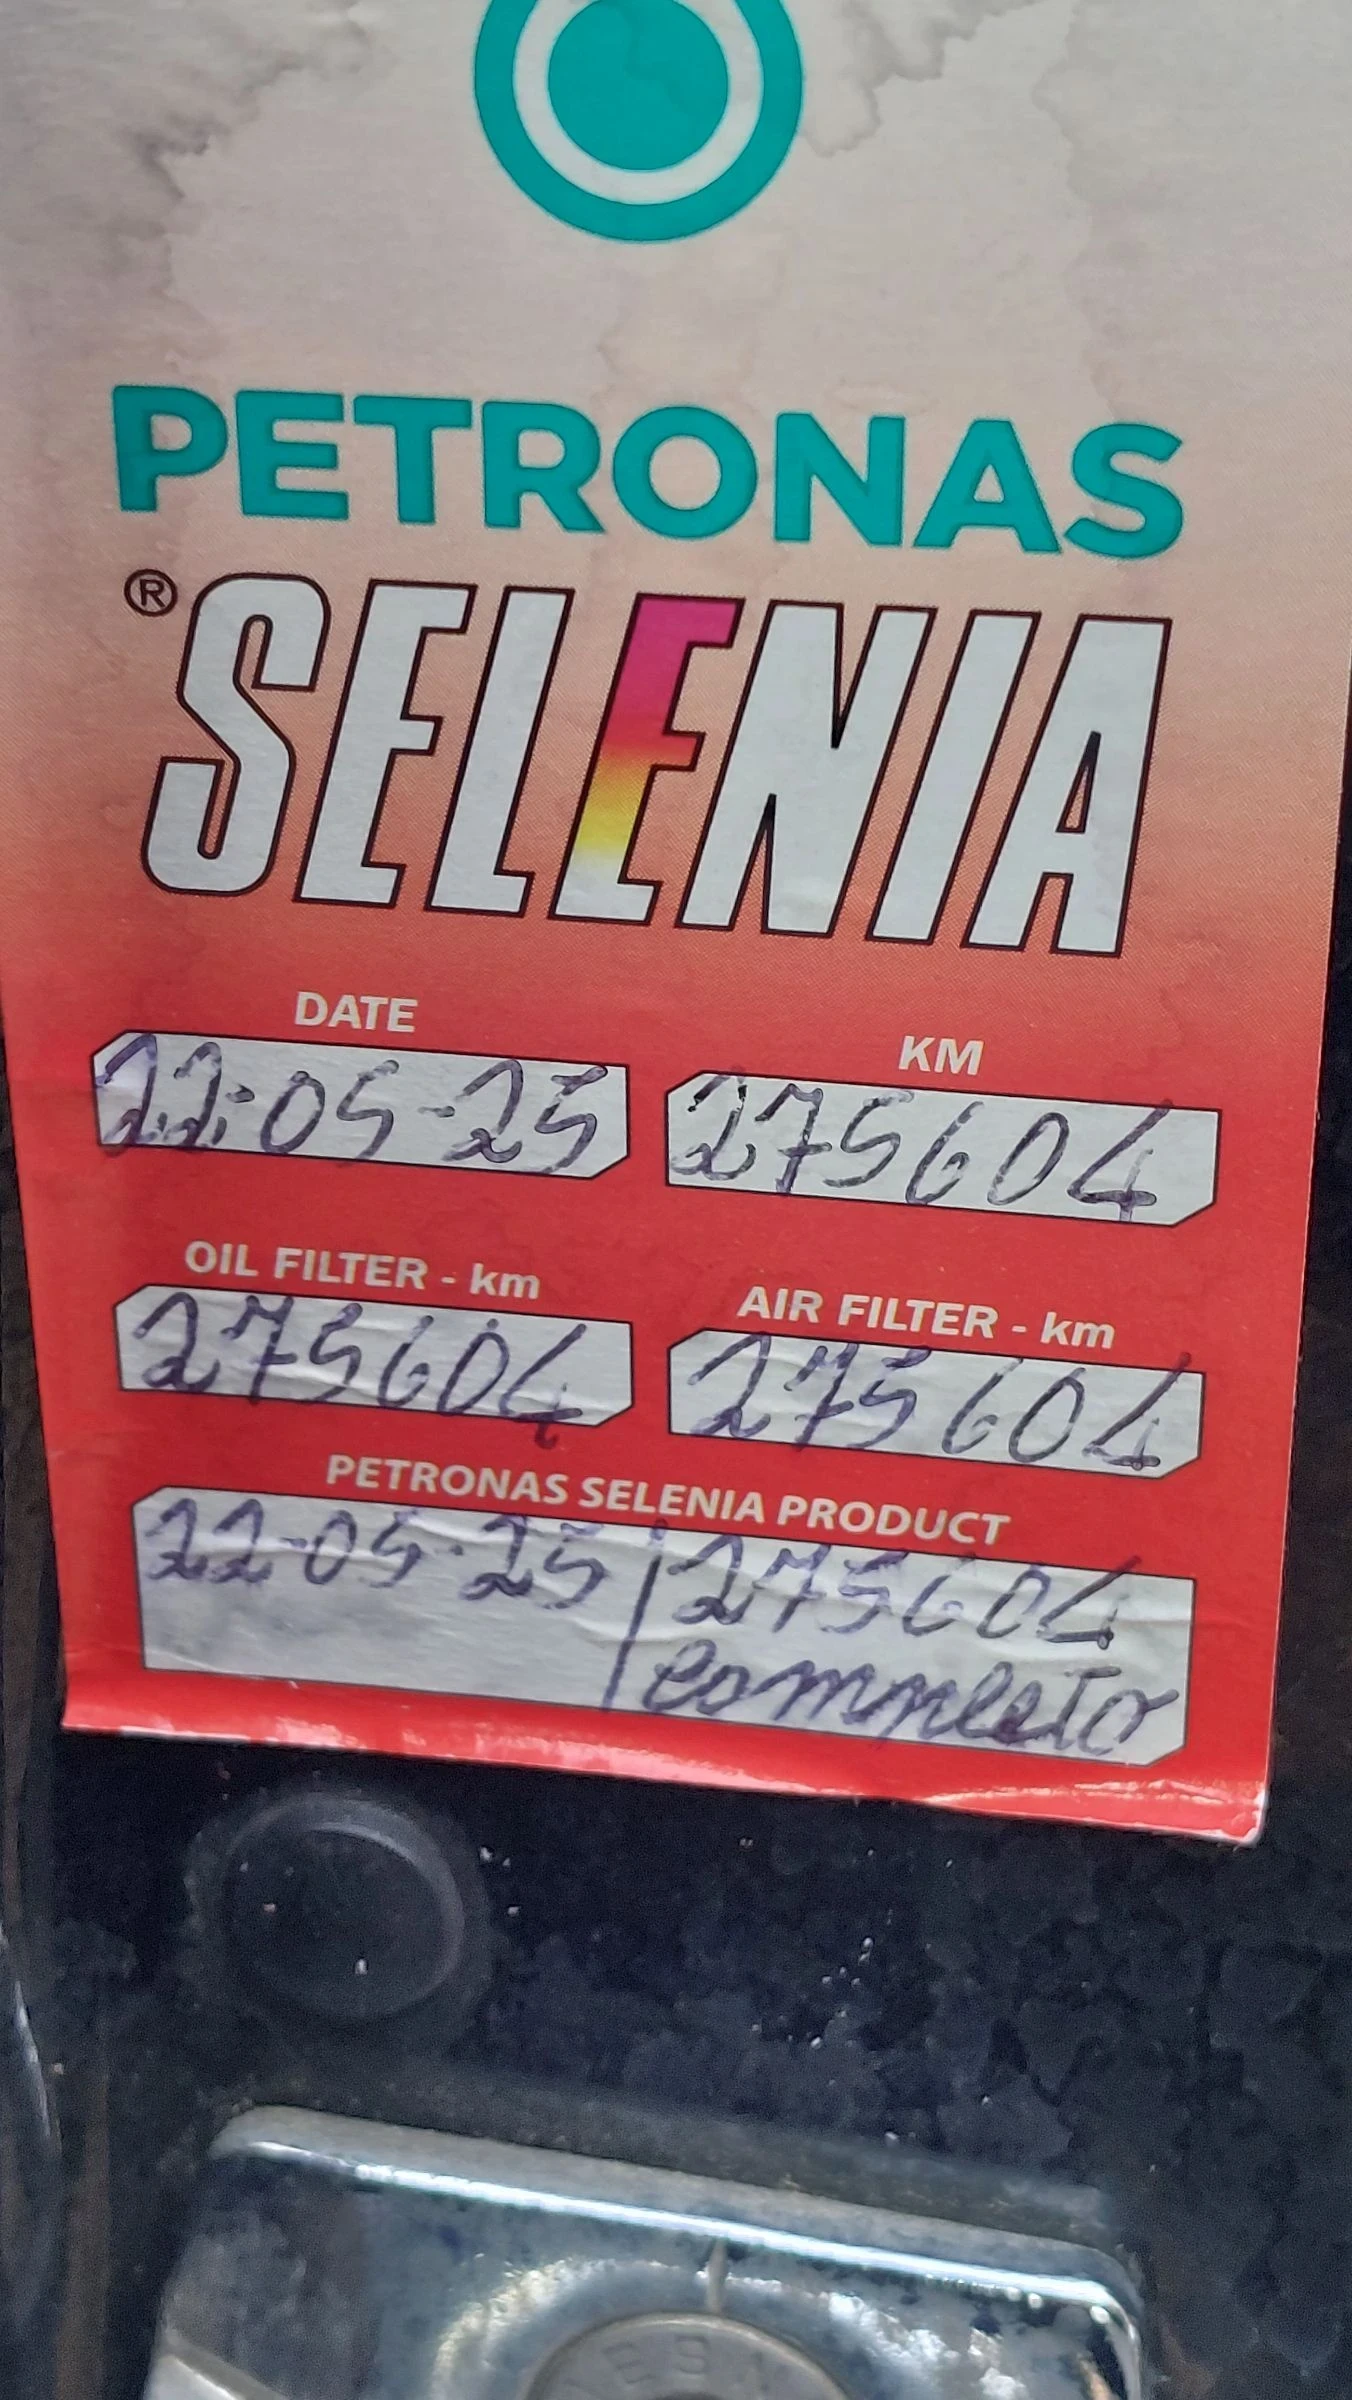 PETRONAS
® SELENIA
DATE
KM
22-05-25
275604
OIL FILTER - km
AIR FILTER - km
275604
275604
PETRONAS SELENIA PRODUCT
22-05-25 | 275604
completo